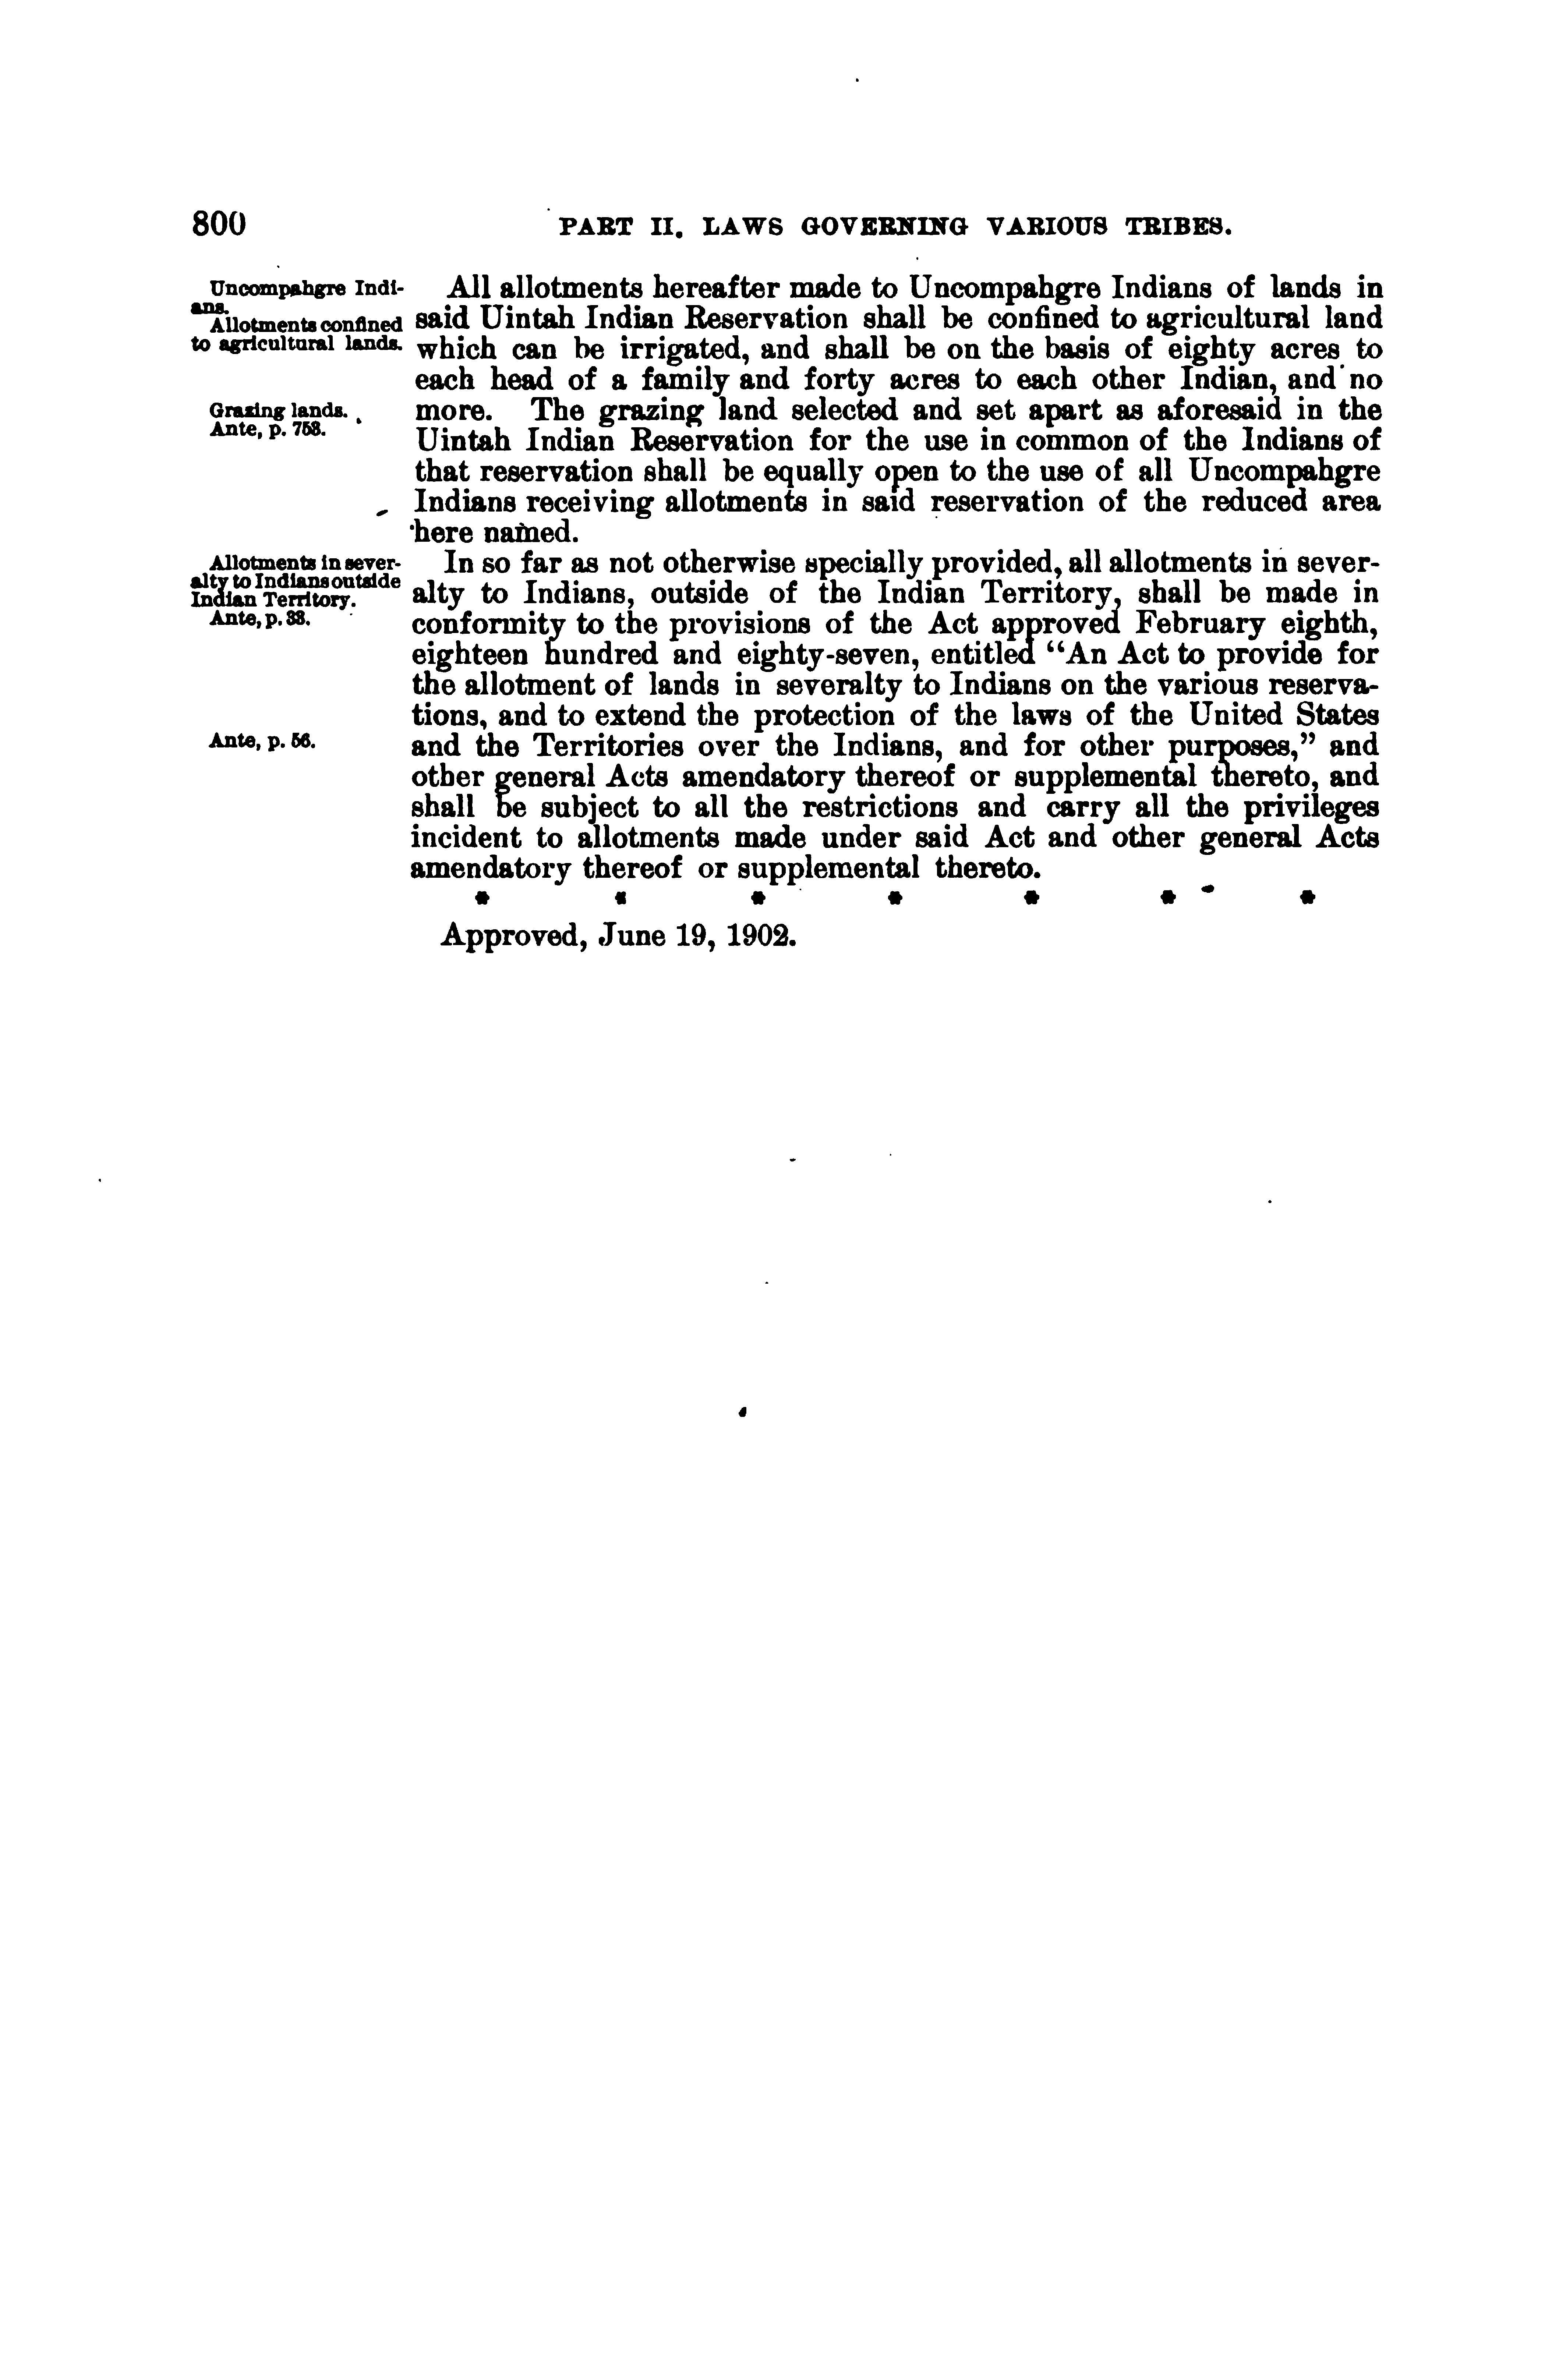 800
PART II. LAWS GOVERNING VARIOUS TRIBES.
Uncompahgre Indi-
ans.
Allotments confined
to agricultural lands.
All allotments hereafter made to Uncompahgre Indians of lands in
said Uintah Indian Reservation shall be confined to agricultural land
which can be irrigated, and shall be on the basis of eighty acres to
each head of a family and forty acres to each other Indian, and no
Grazing lands.
Ante, p. 753.
more. The grazing land selected and set apart as aforesaid in the
Uintah Indian Reservation for the use in common of the Indians of
that reservation shall be equally open to the use of all Uncompahgre
Indians receiving allotments in said reservation of the reduced area
here named.
Allotments in sever-
alty to Indians outside
Indian Territory.
Ante, p. 33.
In so far as not otherwise specially provided, all allotments in sever-
alty to Indians, outside of the Indian Territory, shall be made in
conformity to the provisions of the Act approved February eighth,
eighteen hundred and eighty-seven, entitled “An Act to provide for
the allotment of lands in severalty to Indians on the various reserva-
tions, and to extend the protection of the laws of the United States
Ante, p. 56.
and the Territories over the Indians, and for other purposes,” and
other general Acts amendatory thereof or supplemental thereto, and
shall be subject to all the restrictions and carry all the privileges
incident to allotments made under said Act and other general Acts
amendatory thereof or supplemental thereto.
* * * * * * *
Approved, June 19, 1902.